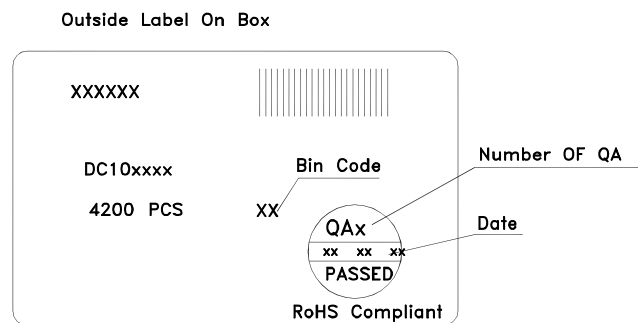 Outside Label On Box
XXXXXX
DC10xxxx
Bin Code
Number OF QA
4200 PCS
XX
QAx
Date
xx xx xx
PASSED
RoHS Compliant